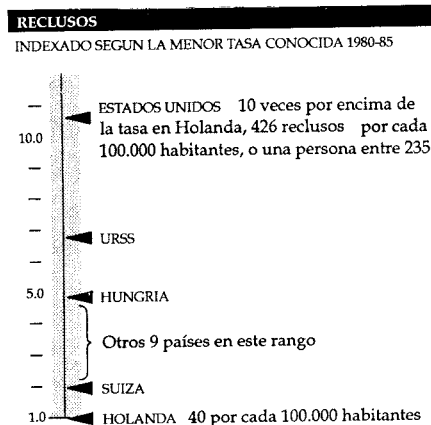 RECLUSOS
INDEXADO SEGUN LA MENOR TASA CONOCIDA 1980-85
ESTADOS UNIDOS 10 veces por encima de
la tasa en Holanda, 426 reclusos por cada
10.0
100.000 habitantes, o una persona entre 235
URSS
5.0
HUNGRIA
Otros 9 países en este rango
SUIZA
1.0
HOLANDA 40 por cada 100.000 habitantes